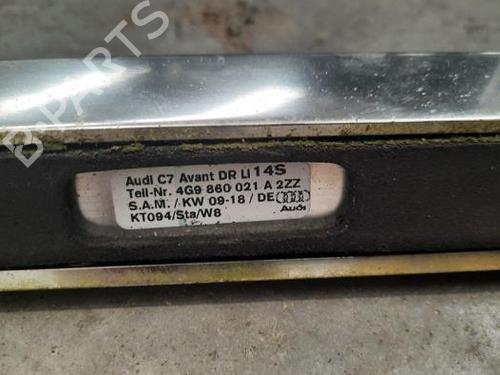 B-PARTS
Audi C7 Avant DR LI 14S
Teil-Nr. 4G9 860 021 A 2ZZ
S.A.M. / KW 09-18 / DE
KT094/Sta/W8
Audi